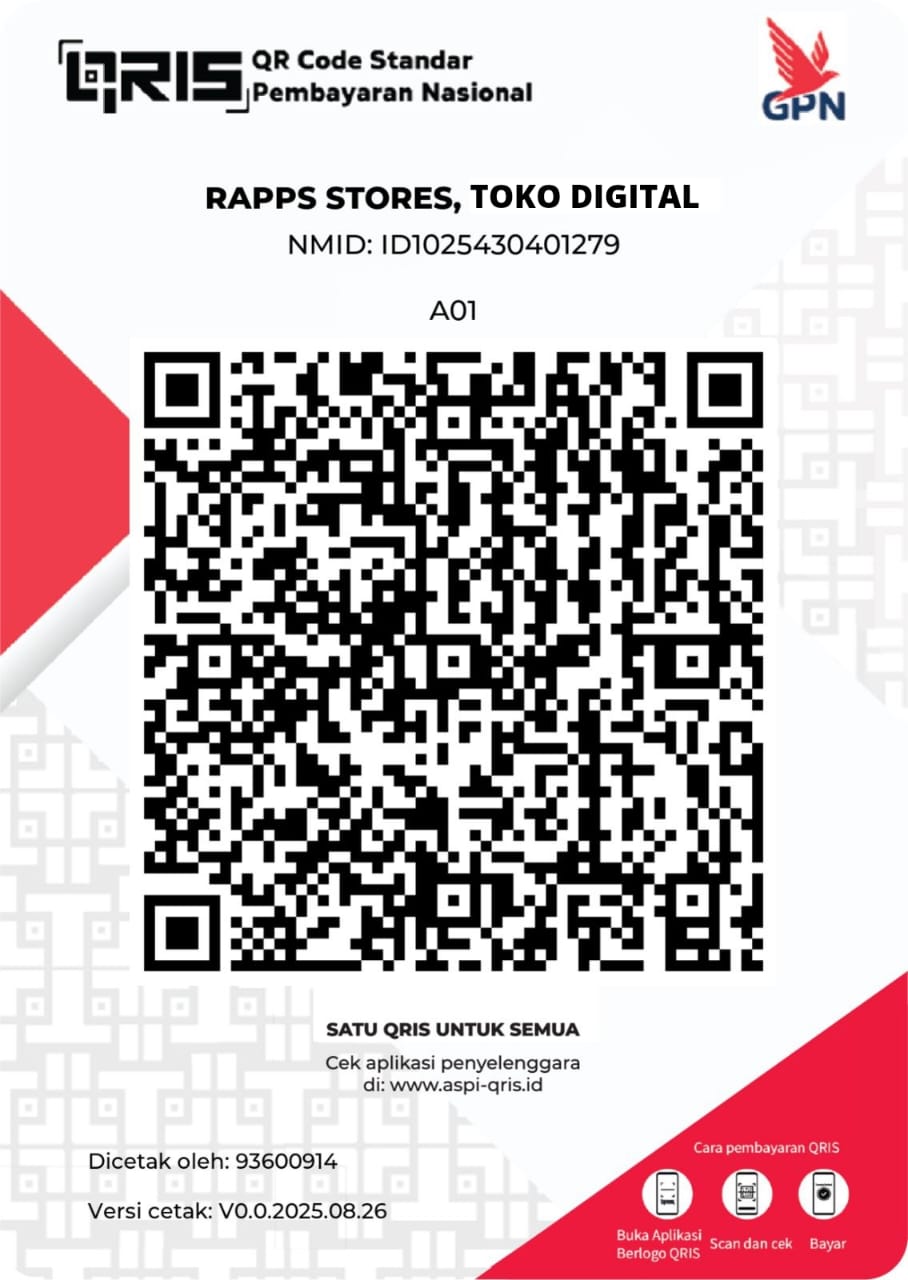 QRIS QR Code Standar
Pembayaran Nasional
GPN
RAPPS STORES, TOKO DIGITAL
NMID: ID1025430401279
A01
SATU QRIS UNTUK SEMUA
Cek aplikasi penyelenggara
di: www.aspi-qris.id
Dicetak oleh: 93600914
Versi cetak: V0.0.2025.08.26
Cara pembayaran QRIS
Buka Aplikasi
Berlogo QRIS
Scan dan cek
Bayar